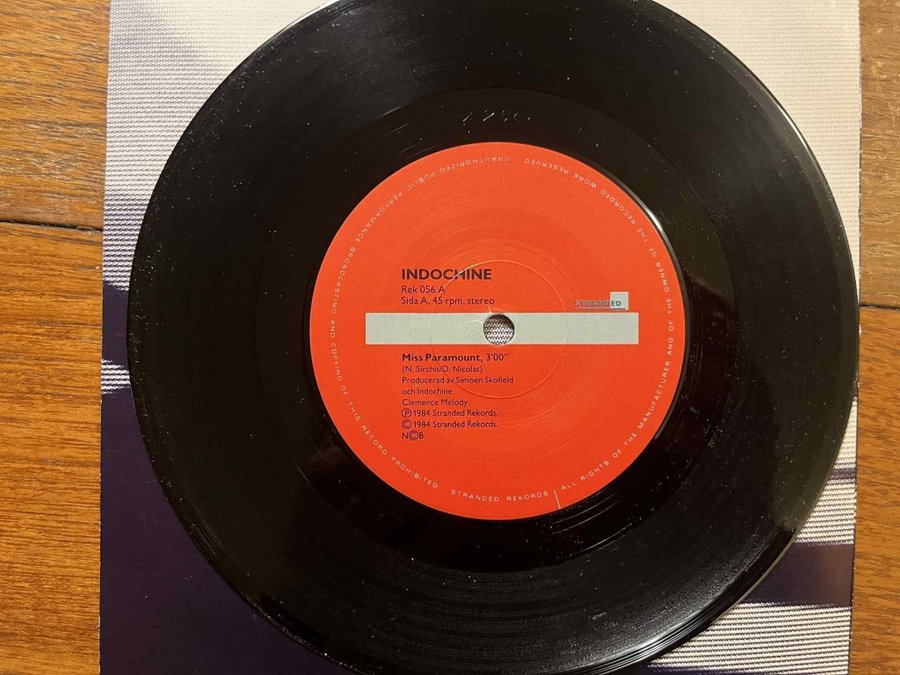 INDOCHINE
Rek 056 A
Sida A, 45 rpm, stereo
STRANDED
Miss Paramount, 3'00"
(N. Sirchis/D. Nicolas)
Producerad av Simoen Skofield
och Indochine.
Clemence Melody.
Ⓟ 1984 Stranded Rekords.
© 1984 Stranded Rekords.
N©B
STRANDED REKORDS | ALL RIGHTS OF THE MANUFACTURER AND OF THE OWNER OF THE RECORDED WORK RESERVED. UNAUTHORIZED PUBLIC PERFORMANCE BROADCASTING AND COPYING OF THIS RECORD PROHIBITED